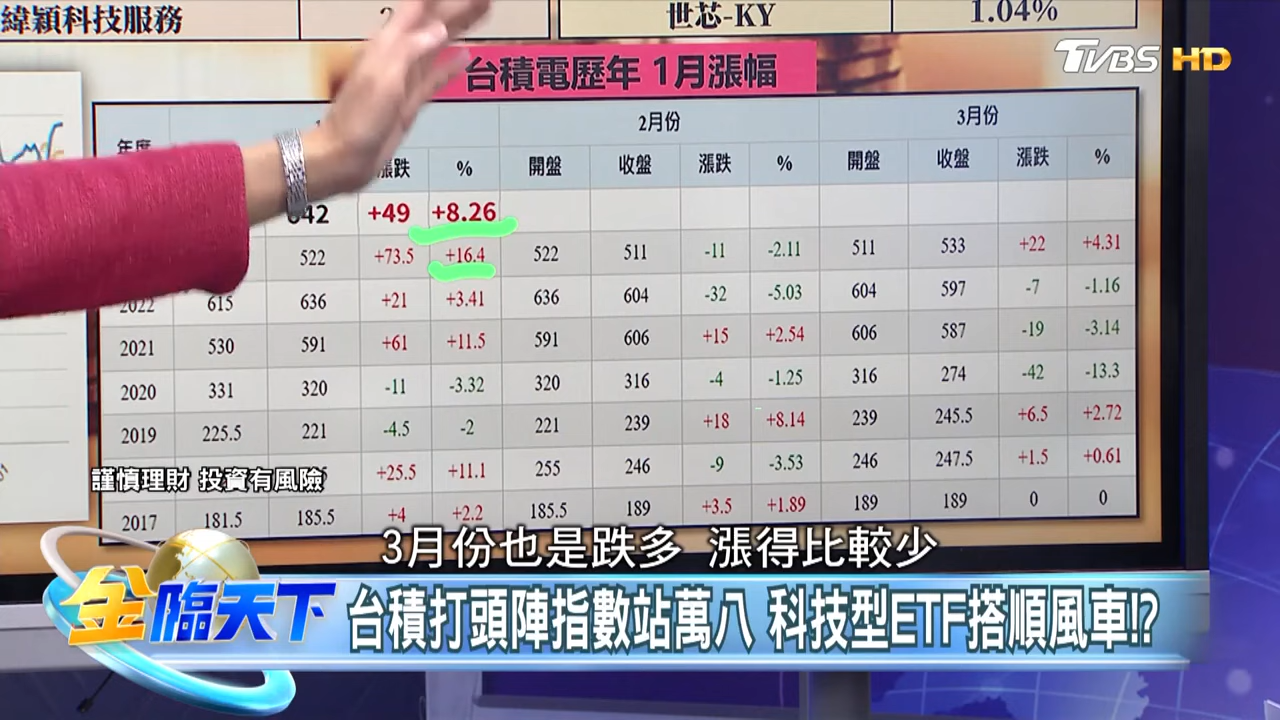 緯穎科技服務 世芯-KY 1.04%
TVBS HD
台積電歷年 1月漲幅
年度 2月份 3月份
漲跌 % 開盤 收盤 漲跌 % 開盤 收盤 漲跌 %
642 +49 +8.26
522 +73.5 +16.4 522 511 -11 -2.11 511 533 +22 +4.31
2022 615 636 +21 +3.41 636 604 -32 -5.03 604 597 -7 -1.16
2021 530 591 +61 +11.5 591 606 +15 +2.54 606 587 -19 -3.14
2020 331 320 -11 -3.32 320 316 -4 -1.25 316 274 -42 -13.3
2019 225.5 221 -4.5 -2 221 239 +18 +8.14 239 245.5 +6.5 +2.72
+25.5 +11.1 255 246 -9 -3.53 246 247.5 +1.5 +0.61
謹慎理財 投資有風險
2017 181.5 185.5 +4 +2.2 185.5 189 +3.5 +1.89 189 189 0 0
3月份也是跌多 漲得比較少
金臨天下
台積打頭陣指數站萬八 科技型ETF搭順風車!?